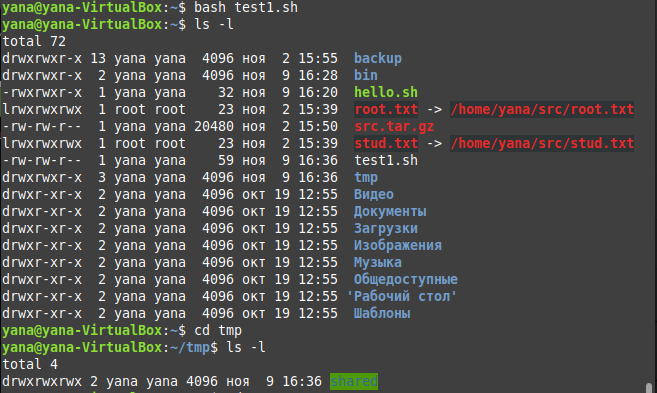 yana@yana-VirtualBox:~$ bash test1.sh
yana@yana-VirtualBox:~$ ls -l
total 72
drwxrwxr-x 13 yana yana  4096 ноя  2 15:55  backup
drwxrwxr-x  2 yana yana  4096 ноя  9 16:28  bin
-rwxrwxr-x  1 yana yana    32 ноя  9 16:20  hello.sh
lrwxrwxrwx  1 root root    23 ноя  2 15:39  root.txt -> /home/yana/src/root.txt
-rw-rw-r--  1 yana yana 20480 ноя  2 15:50  src.tar.gz
lrwxrwxrwx  1 root root    23 ноя  2 15:39  stud.txt -> /home/yana/src/stud.txt
-rw-rw-r--  1 yana yana    59 ноя  9 16:36  test1.sh
drwxrwxr-x  3 yana yana  4096 ноя  9 16:36  tmp
drwxr-xr-x  2 yana yana  4096 окт 19 12:55  Видео
drwxr-xr-x  2 yana yana  4096 окт 19 12:55  Документы
drwxr-xr-x  2 yana yana  4096 окт 19 12:55  Загрузки
drwxr-xr-x  2 yana yana  4096 окт 19 12:55  Изображения
drwxr-xr-x  2 yana yana  4096 окт 19 12:55  Музыка
drwxr-xr-x  2 yana yana  4096 окт 19 12:55  Общедоступные
drwxr-xr-x  2 yana yana  4096 окт 19 12:55 'Рабочий стол'
drwxr-xr-x  2 yana yana  4096 окт 19 12:55  Шаблоны
yana@yana-VirtualBox:~$ cd tmp
yana@yana-VirtualBox:~/tmp$ ls -l
total 4
drwxrwxrwx 2 yana yana 4096 ноя  9 16:36 shared